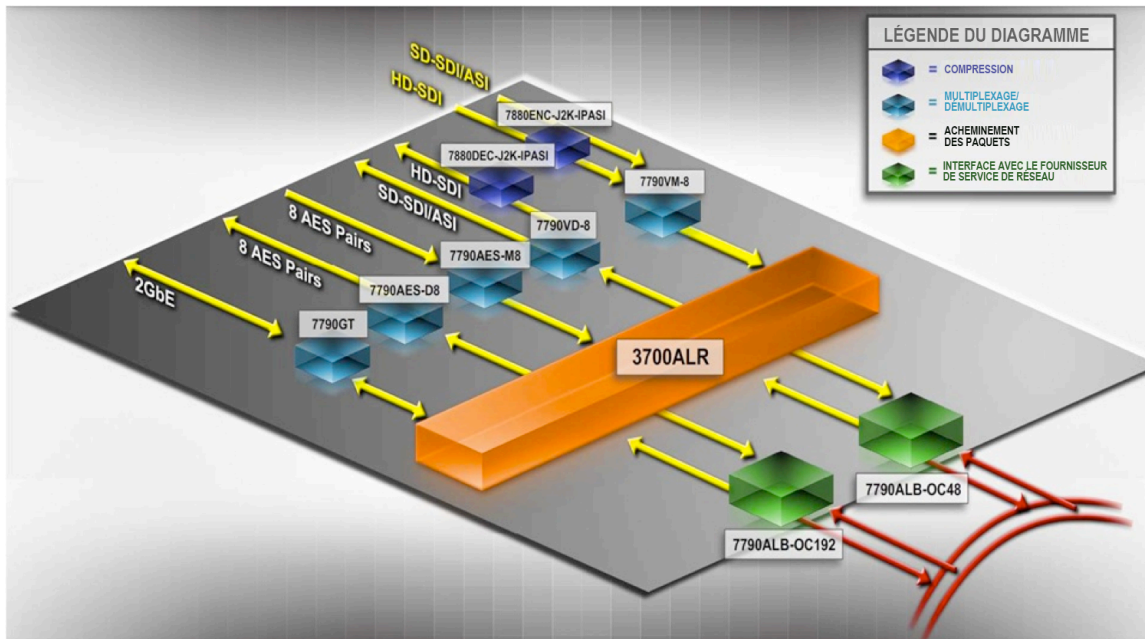 LÉGENDE DU DIAGRAMME
= COMPRESSION
= MULTIPLEXAGE/
DÉMULTIPLEXAGE
= ACHEMINEMENT
DES PAQUETS
= INTERFACE AVEC LE FOURNISSEUR
DE SERVICE DE RÉSEAU
SD-SDI/ASI
HD-SDI
7880ENC-J2K-IPASI
7880DEC-J2K-IPASI
HD-SDI
7790VM-8
SD-SDI/ASI
8 AES Pairs
7790VD-8
8 AES Pairs
7790AES-M8
2GbE
7790AES-D8
7790GT
3700ALR
7790ALB-OC48
7790ALB-OC192